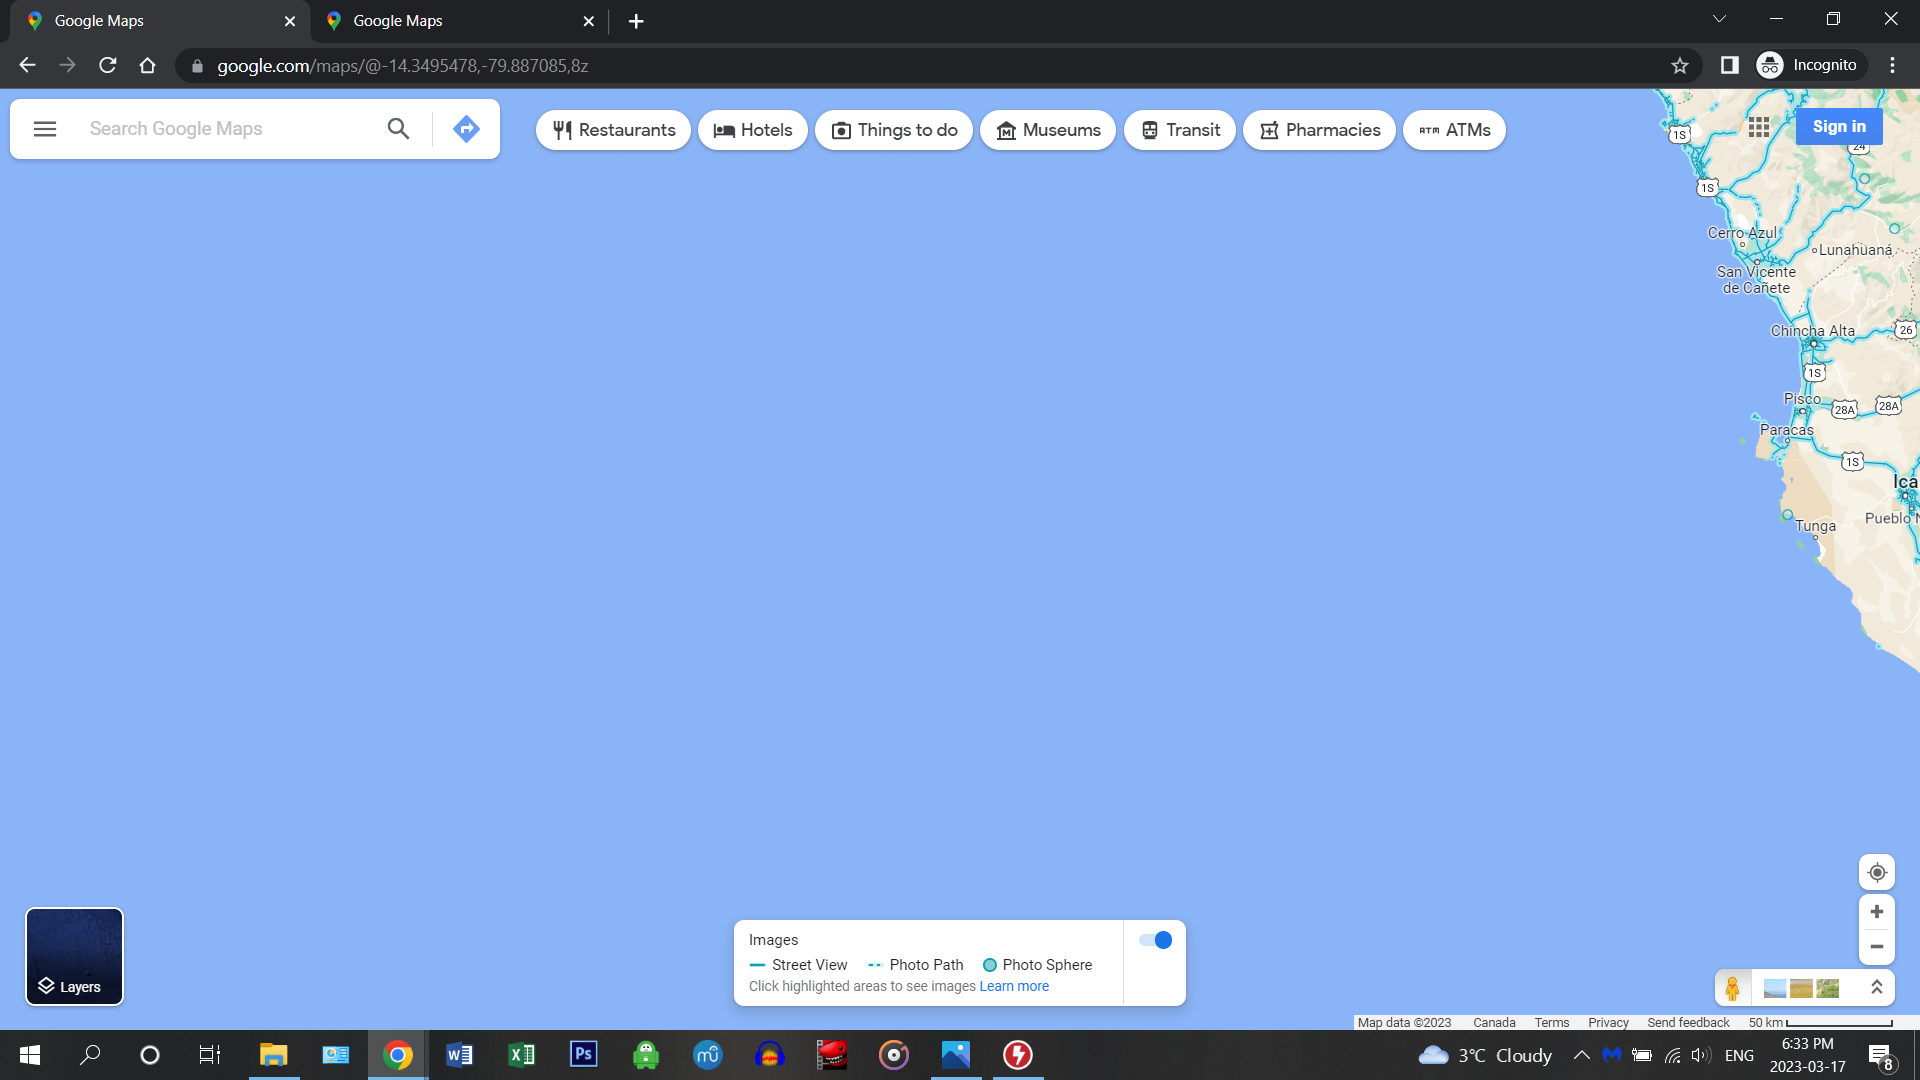 Google Maps
Google Maps
google.com/maps/@-14.3495478,-79.887085,8z
Incognito
Search Google Maps
Restaurants
Hotels
Things to do
Museums
Transit
Pharmacies
ATM ATMs
Sign in
1S
24
1S
Cerro Azul
Lunahuaná
San Vicente
de Cañete
Chincha Alta
26
1S
Pisco
28A
28A
Paracas
1S
Ica
Pueblo N
Tunga
Images
Street View
Photo Path
Photo Sphere
Click highlighted areas to see images Learn more
Layers
Map data ©2023
Canada
Terms
Privacy
Send feedback
50 km
3°C Cloudy
ENG
6:33 PM
2023-03-17
8
W
X
Ps
mu